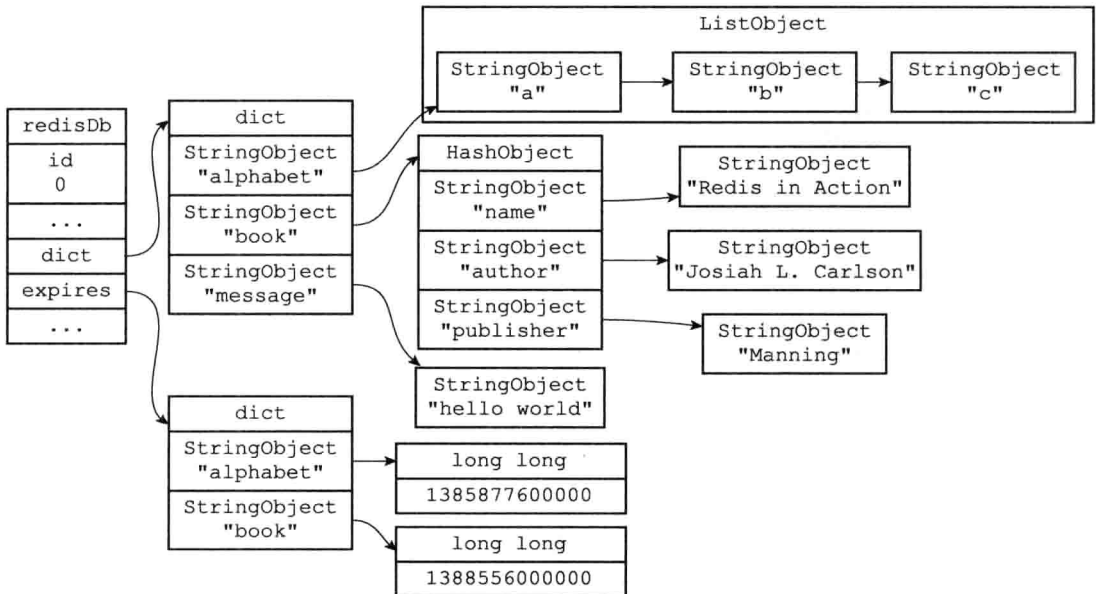 ListObject
StringObject
"a"
StringObject
"b"
StringObject
"c"
redisDb
id
0
...
dict
expires
...
dict
StringObject
"alphabet"
StringObject
"book"
StringObject
"message"
HashObject
StringObject
"name"
StringObject
"author"
StringObject
"publisher"
StringObject
"Redis in Action"
StringObject
"Josiah L. Carlson"
StringObject
"Manning"
StringObject
"hello world"
dict
StringObject
"alphabet"
StringObject
"book"
long long
1385877600000
long long
1388556000000